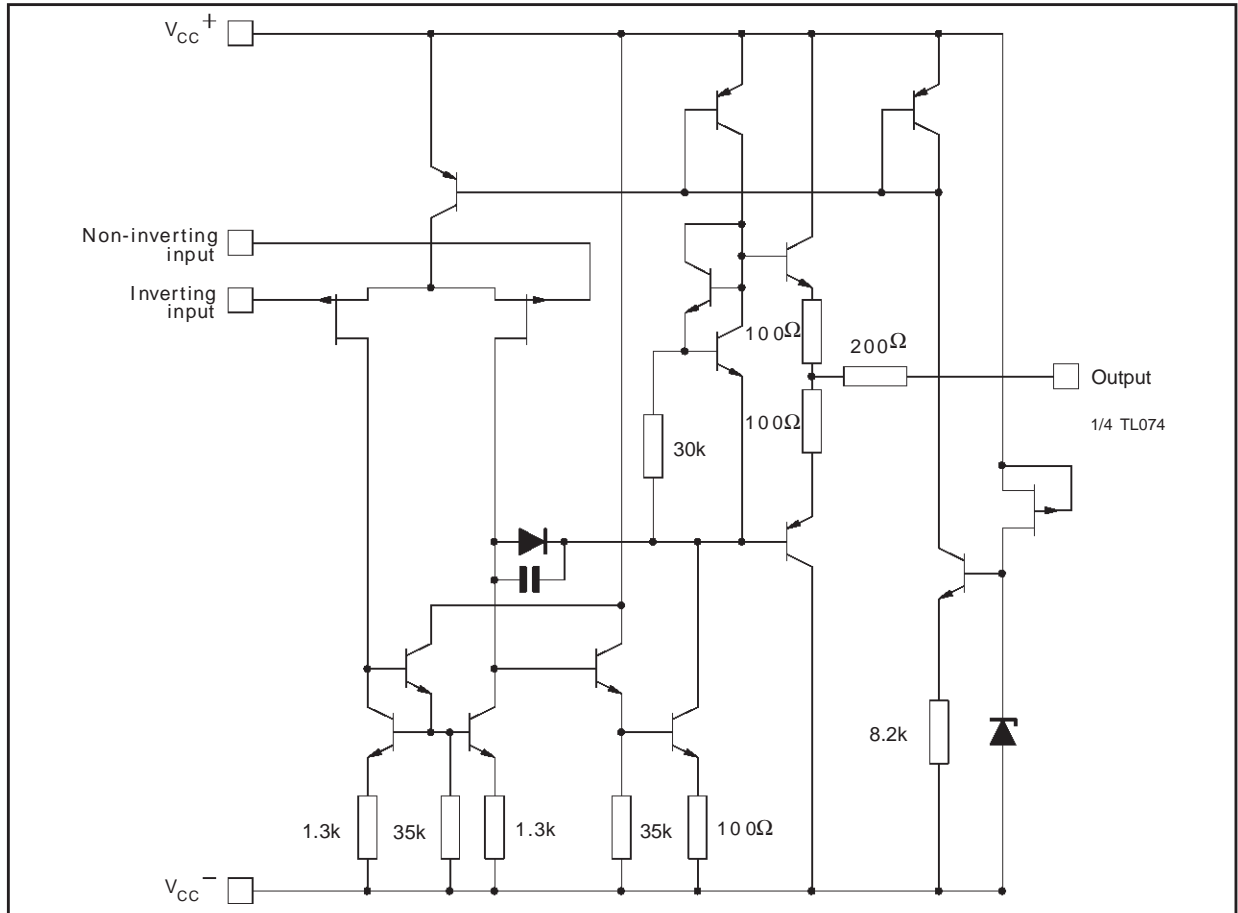 VCC+
Non-inverting
input
Inverting
input
100Ω
200Ω
Output
100Ω
1/4 TL074
30k
8.2k
1.3k
35k
1.3k
35k
100Ω
VCC−